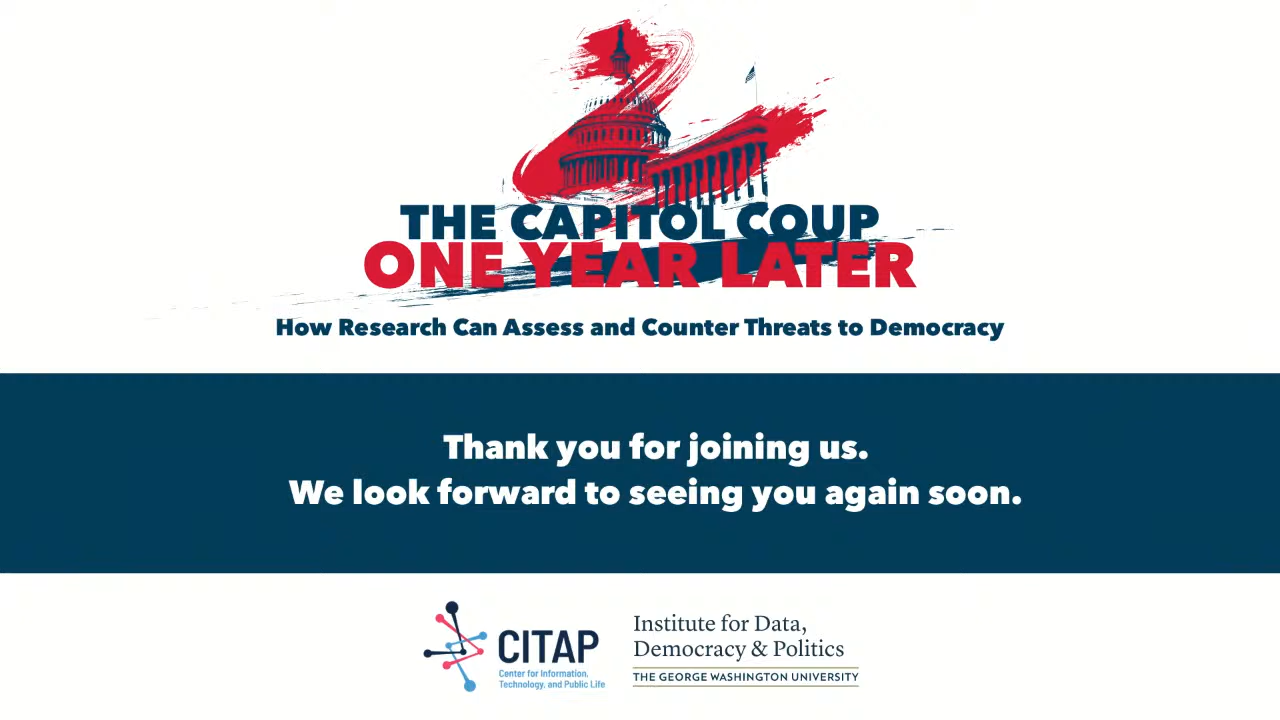 THE CAPITOL COUP
ONE YEAR LATER
How Research Can Assess and Counter Threats to Democracy
Thank you for joining us.
We look forward to seeing you again soon.
CITAP
Center for Information,
Technology, and Public Life
Institute for Data,
Democracy & Politics
THE GEORGE WASHINGTON UNIVERSITY